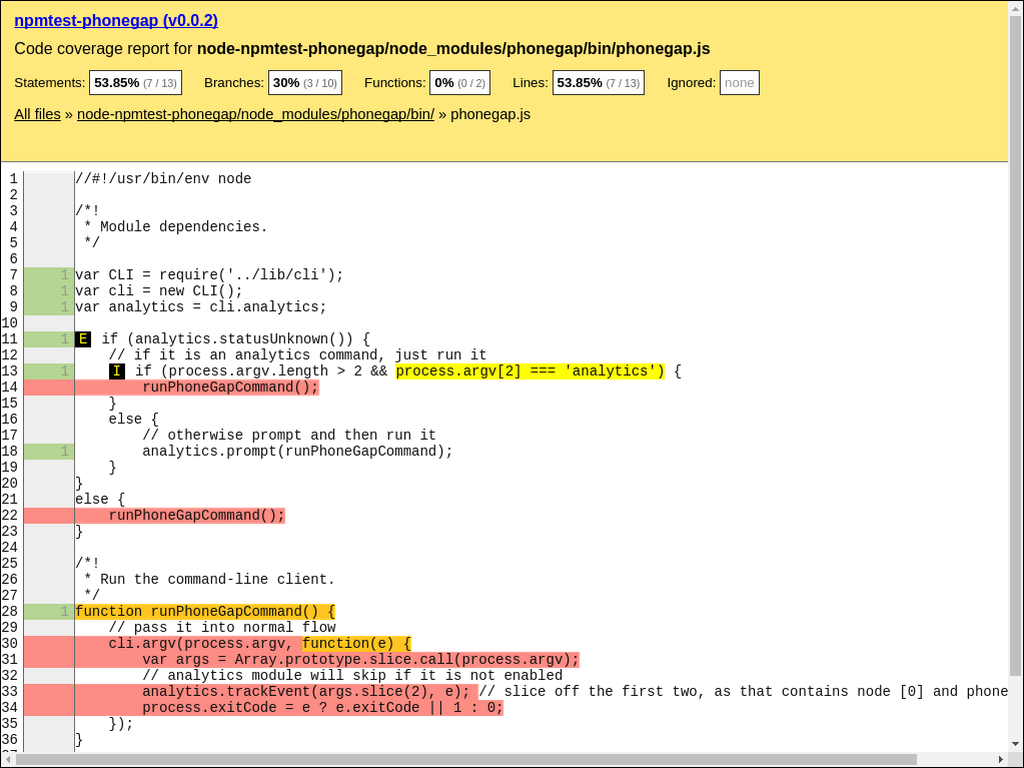 npmtest-phonegap (v0.0.2)
Code coverage report for node-npmtest-phonegap/node_modules/phonegap/bin/phonegap.js
Statements: 53.85% (7 / 13) Branches: 30% (3 / 10) Functions: 0% (0 / 2) Lines: 53.85% (7 / 13) Ignored: none
All files » node-npmtest-phonegap/node_modules/phonegap/bin/ » phonegap.js
1 //#!/usr/bin/env node
2
3 /*!
4 * Module dependencies.
5 */
6
7 1 var CLI = require('../lib/cli');
8 1 var cli = new CLI();
9 1 var analytics = cli.analytics;
10
11 1 E if (analytics.statusUnknown()) {
12 // if it is an analytics command, just run it
13 1 I if (process.argv.length > 2 && process.argv[2] === 'analytics') {
14 runPhoneGapCommand();
15 }
16 else {
17 // otherwise prompt and then run it
18 1 analytics.prompt(runPhoneGapCommand);
19 }
20 }
21 else {
22 runPhoneGapCommand();
23 }
24
25 /*!
26 * Run the command-line client.
27 */
28 1 function runPhoneGapCommand() {
29 // pass it into normal flow
30 cli.argv(process.argv, function(e) {
31 var args = Array.prototype.slice.call(process.argv);
32 // analytics module will skip if it is not enabled
33 analytics.trackEvent(args.slice(2), e); // slice off the first two, as that contains node [0] and phone
34 process.exitCode = e ? e.exitCode || 1 : 0;
35 });
36 }